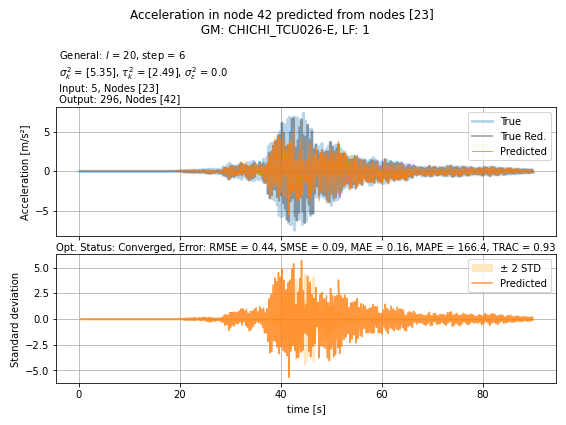 Acceleration in node 42 predicted from nodes [23]
GM: CHICHI_TCU026-E, LF: 1
General: l = 20, step = 6
σ²ₖ = [5.35], τ²ₖ = [2.49], σ²ε = 0.0
Input: 5, Nodes [23]
Output: 296, Nodes [42]
Acceleration [m/s²]
5
0
−5
True
True Red.
Predicted
Opt. Status: Converged, Error: RMSE = 0.44, SMSE = 0.09, MAE = 0.16, MAPE = 166.4, TRAC = 0.93
Standard deviation
5.0
2.5
0.0
−2.5
−5.0
± 2 STD
Predicted
0 20 40 60 80
time [s]